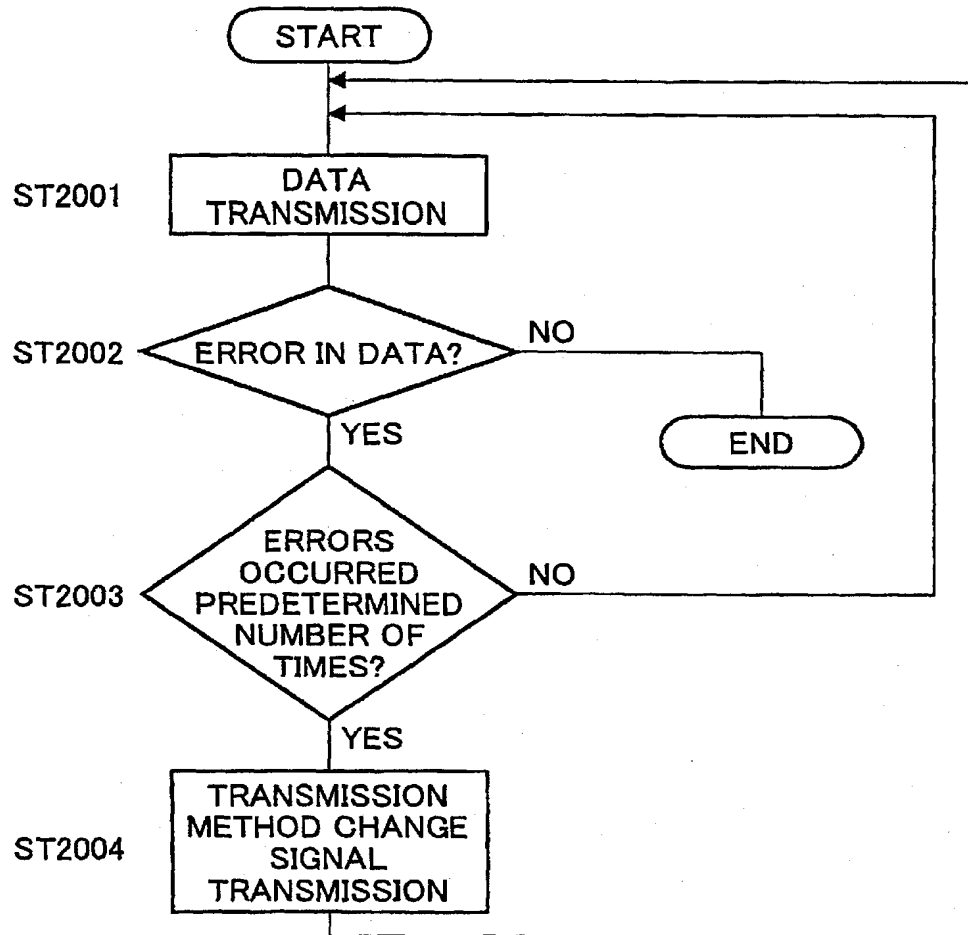 START
ST2001
DATA
TRANSMISSION
ST2002
ERROR IN DATA?
NO
YES
END
ST2003
ERRORS
OCCURRED
PREDETERMINED
NUMBER OF
TIMES?
NO
YES
ST2004
TRANSMISSION
METHOD CHANGE
SIGNAL
TRANSMISSION